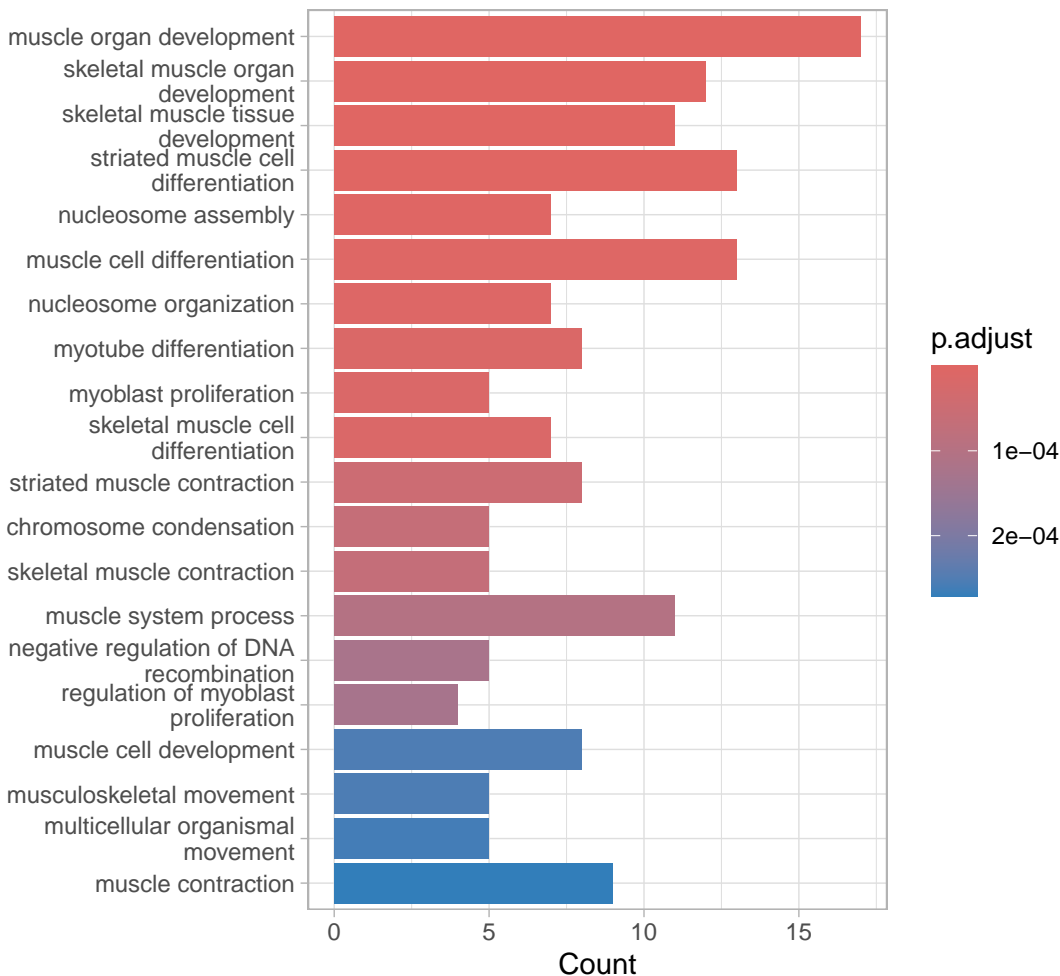 muscle organ development
skeletal muscle organ
development
skeletal muscle tissue
development
striated muscle cell
differentiation
nucleosome assembly
muscle cell differentiation
nucleosome organization
myotube differentiation
myoblast proliferation
skeletal muscle cell
differentiation
striated muscle contraction
chromosome condensation
skeletal muscle contraction
muscle system process
negative regulation of DNA
recombination
regulation of myoblast
proliferation
muscle cell development
musculoskeletal movement
multicellular organismal
movement
muscle contraction
0 5 10 15
Count
p.adjust
1e−04
2e−04